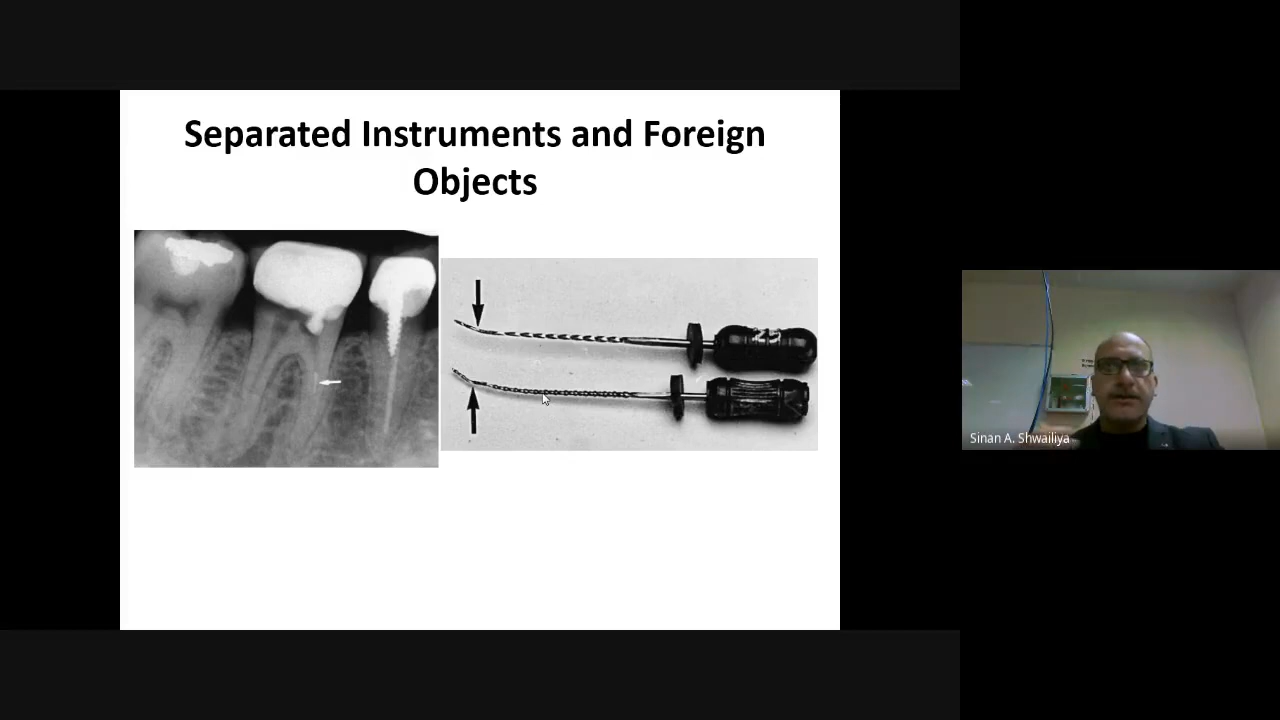 Separated Instruments and Foreign
Objects
Sinan A. Shwailiya